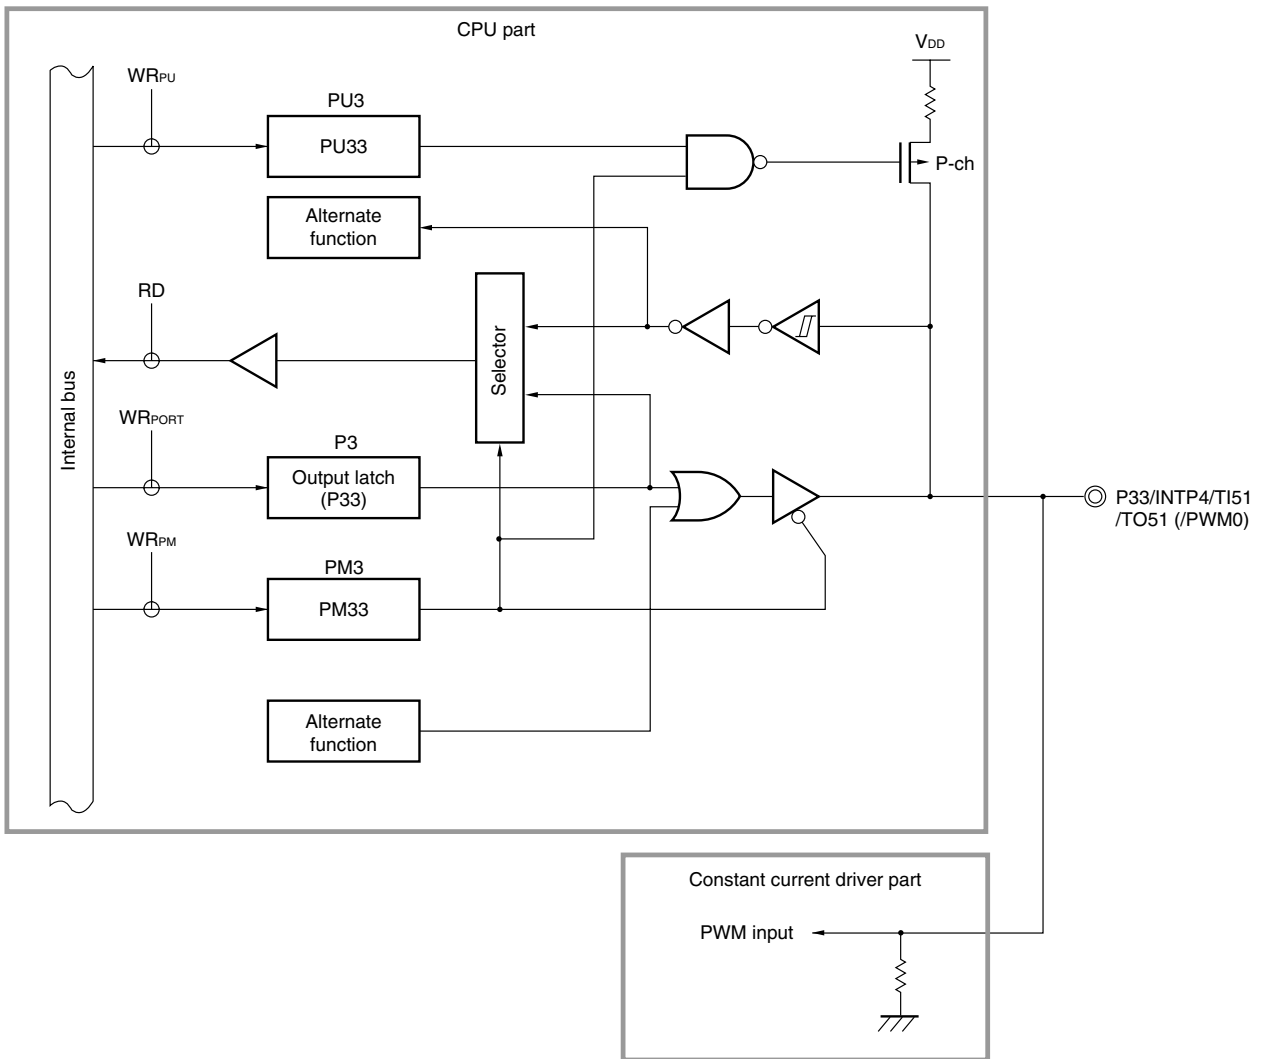 CPU part
VDD
WRPU
PU3
PU33
P-ch
Alternate
function
RD
Selector
Internal bus
WRPORT
P3
Output latch
(P33)
P33/INTP4/TI51
/TO51 (/PWM0)
WRPM
PM3
PM33
Alternate
function
Constant current driver part
PWM input